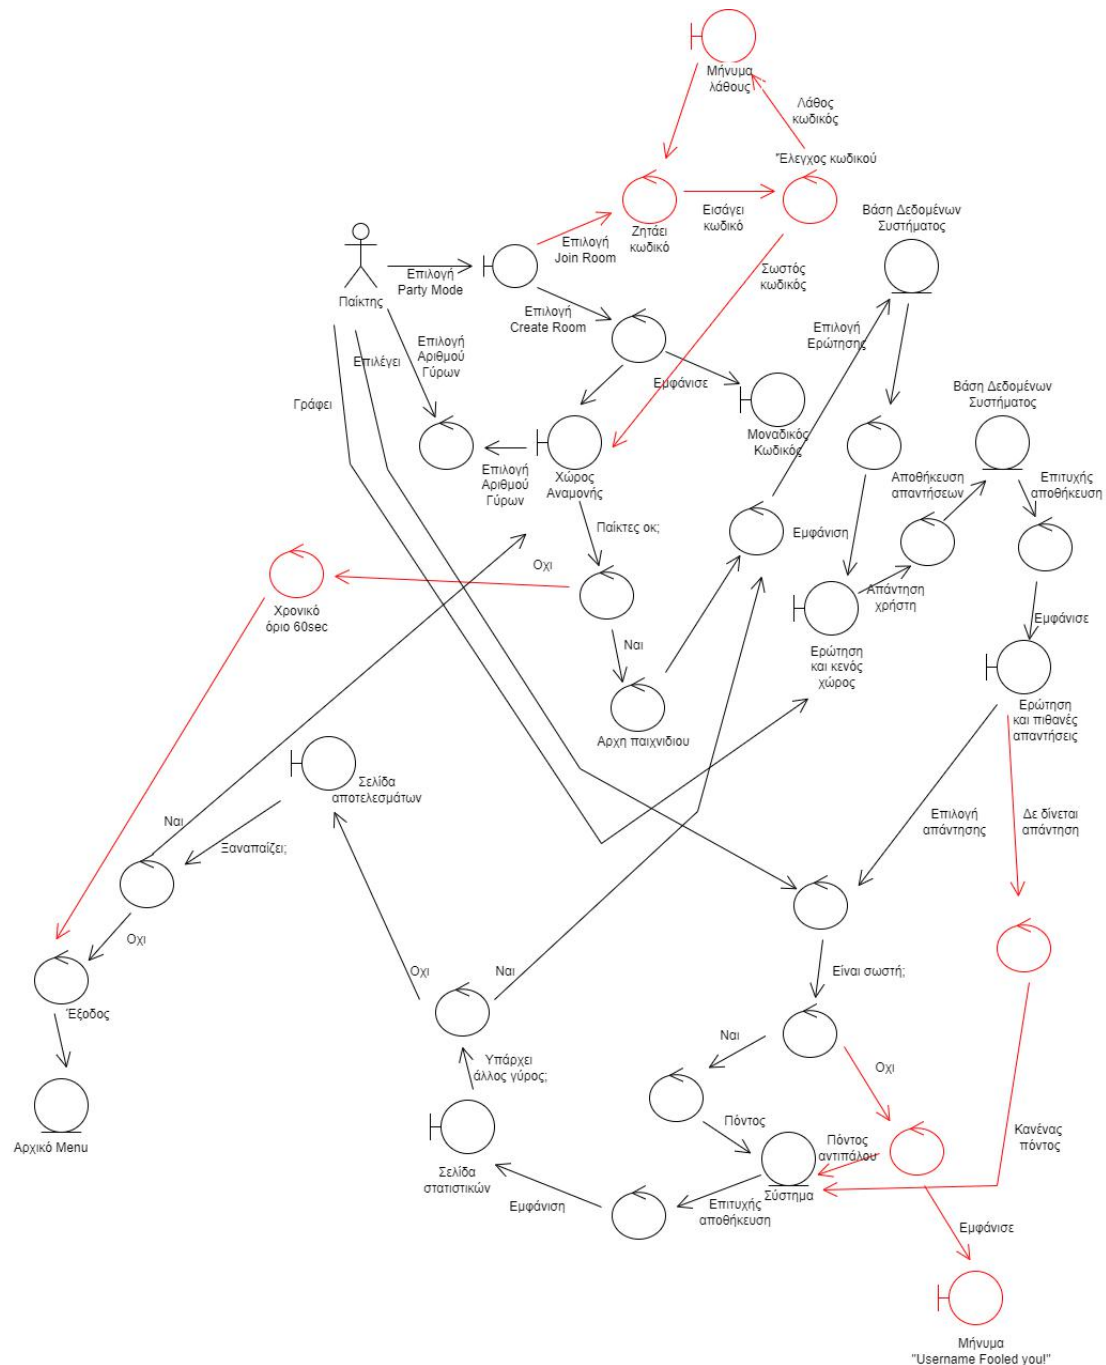 Μήνυμα
λάθους
Λάθος
κωδικός
Έλεγχος κωδικού
Εισάγει
κωδικό
Ζητάει
κωδικό
Επιλογή
Join Room
Βάση Δεδομένων
Συστήματος
Παίκτης
Επιλογή
Party Mode
Σωστός
κωδικός
Επιλογή
Create Room
Επιλογή
Ερώτησης
Επιλέγει
Επιλογή
Αριθμού
Γύρων
Εμφάνισε
Γράφει
Βάση Δεδομένων
Συστήματος
Μοναδικός
Κωδικός
Επιλογή
Αριθμού
Γύρων
Χώρος
Αναμονής
Αποθήκευση
απαντήσεων
Επιτυχής
αποθήκευση
Παίκτες οκ;
Εμφάνιση
Οχι
Απάντηση
χρήστη
Χρονικό
όριο 60sec
Εμφάνισε
Ναι
Ερώτηση
και κενός
χώρος
Ερώτηση
και πιθανές
απαντήσεις
Αρχη παιχνιδιου
Σελίδα
αποτελεσμάτων
Ναι
Ξαναπαίζει;
Επιλογή
απάντησης
Δε δίνεται
απάντηση
Οχι
Οχι
Ναι
Είναι σωστή;
Έξοδος
Ναι
Οχι
Υπάρχει
άλλος γύρος;
Πόντος
Κανένας
πόντος
Αρχικό Menu
Πόντος
αντιπάλου
Σελίδα
στατιστικών
Σύστημα
Εμφάνιση
Επιτυχής
αποθήκευση
Εμφάνισε
Μήνυμα
"Username Fooled you!"